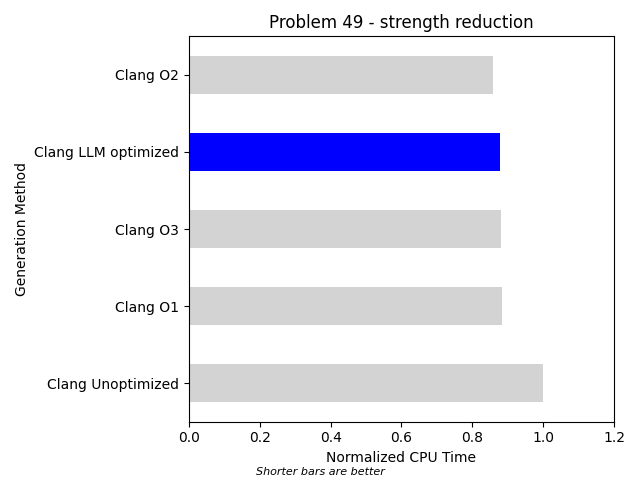 Problem 49 - strength reduction
Clang O2
Clang LLM optimized
Clang O3
Clang O1
Clang Unoptimized
Generation Method
0.0 0.2 0.4 0.6 0.8 1.0 1.2
Normalized CPU Time
Shorter bars are better